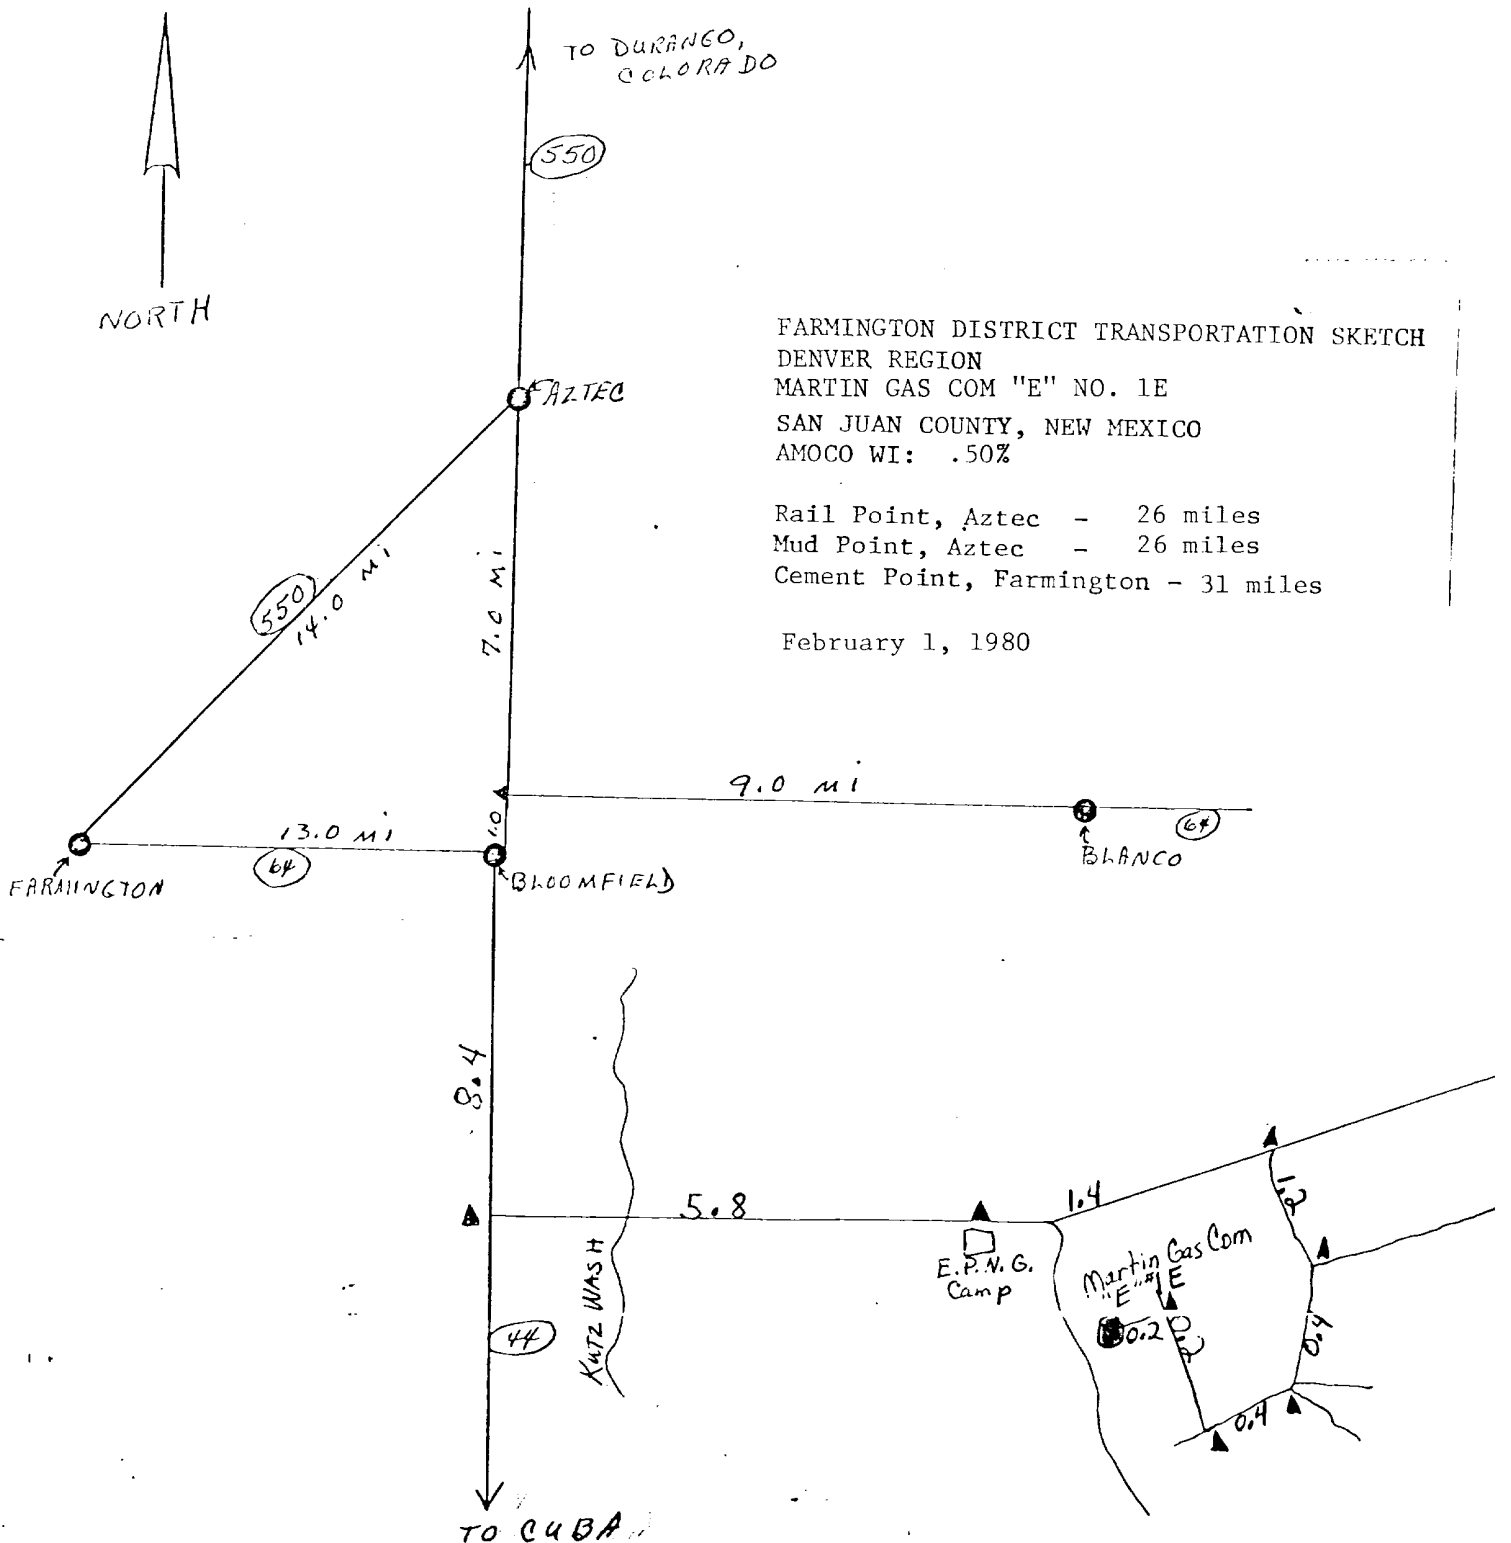 TO DURANGO,
COLORADO
550
NORTH
FARMINGTON DISTRICT TRANSPORTATION SKETCH
DENVER REGION
MARTIN GAS COM "E" NO. 1E
SAN JUAN COUNTY, NEW MEXICO
AMOCO WI: .50%
AZTEC
Rail Point, Aztec - 26 miles
Mud Point, Aztec - 26 miles
Cement Point, Farmington - 31 miles
February 1, 1980
550
14.0 mi
7.0 Mi
9.0 mi
1.0
13.0 mi
64
64
FARMINGTON
BLOOMFIELD
BLANCO
8.4
5.8
1.4
1.2
KUTZ WASH
E.P.N.G.
Camp
Martin Gas Com
"E" #1E
0.2
0.2
0.4
0.4
44
TO CUBA